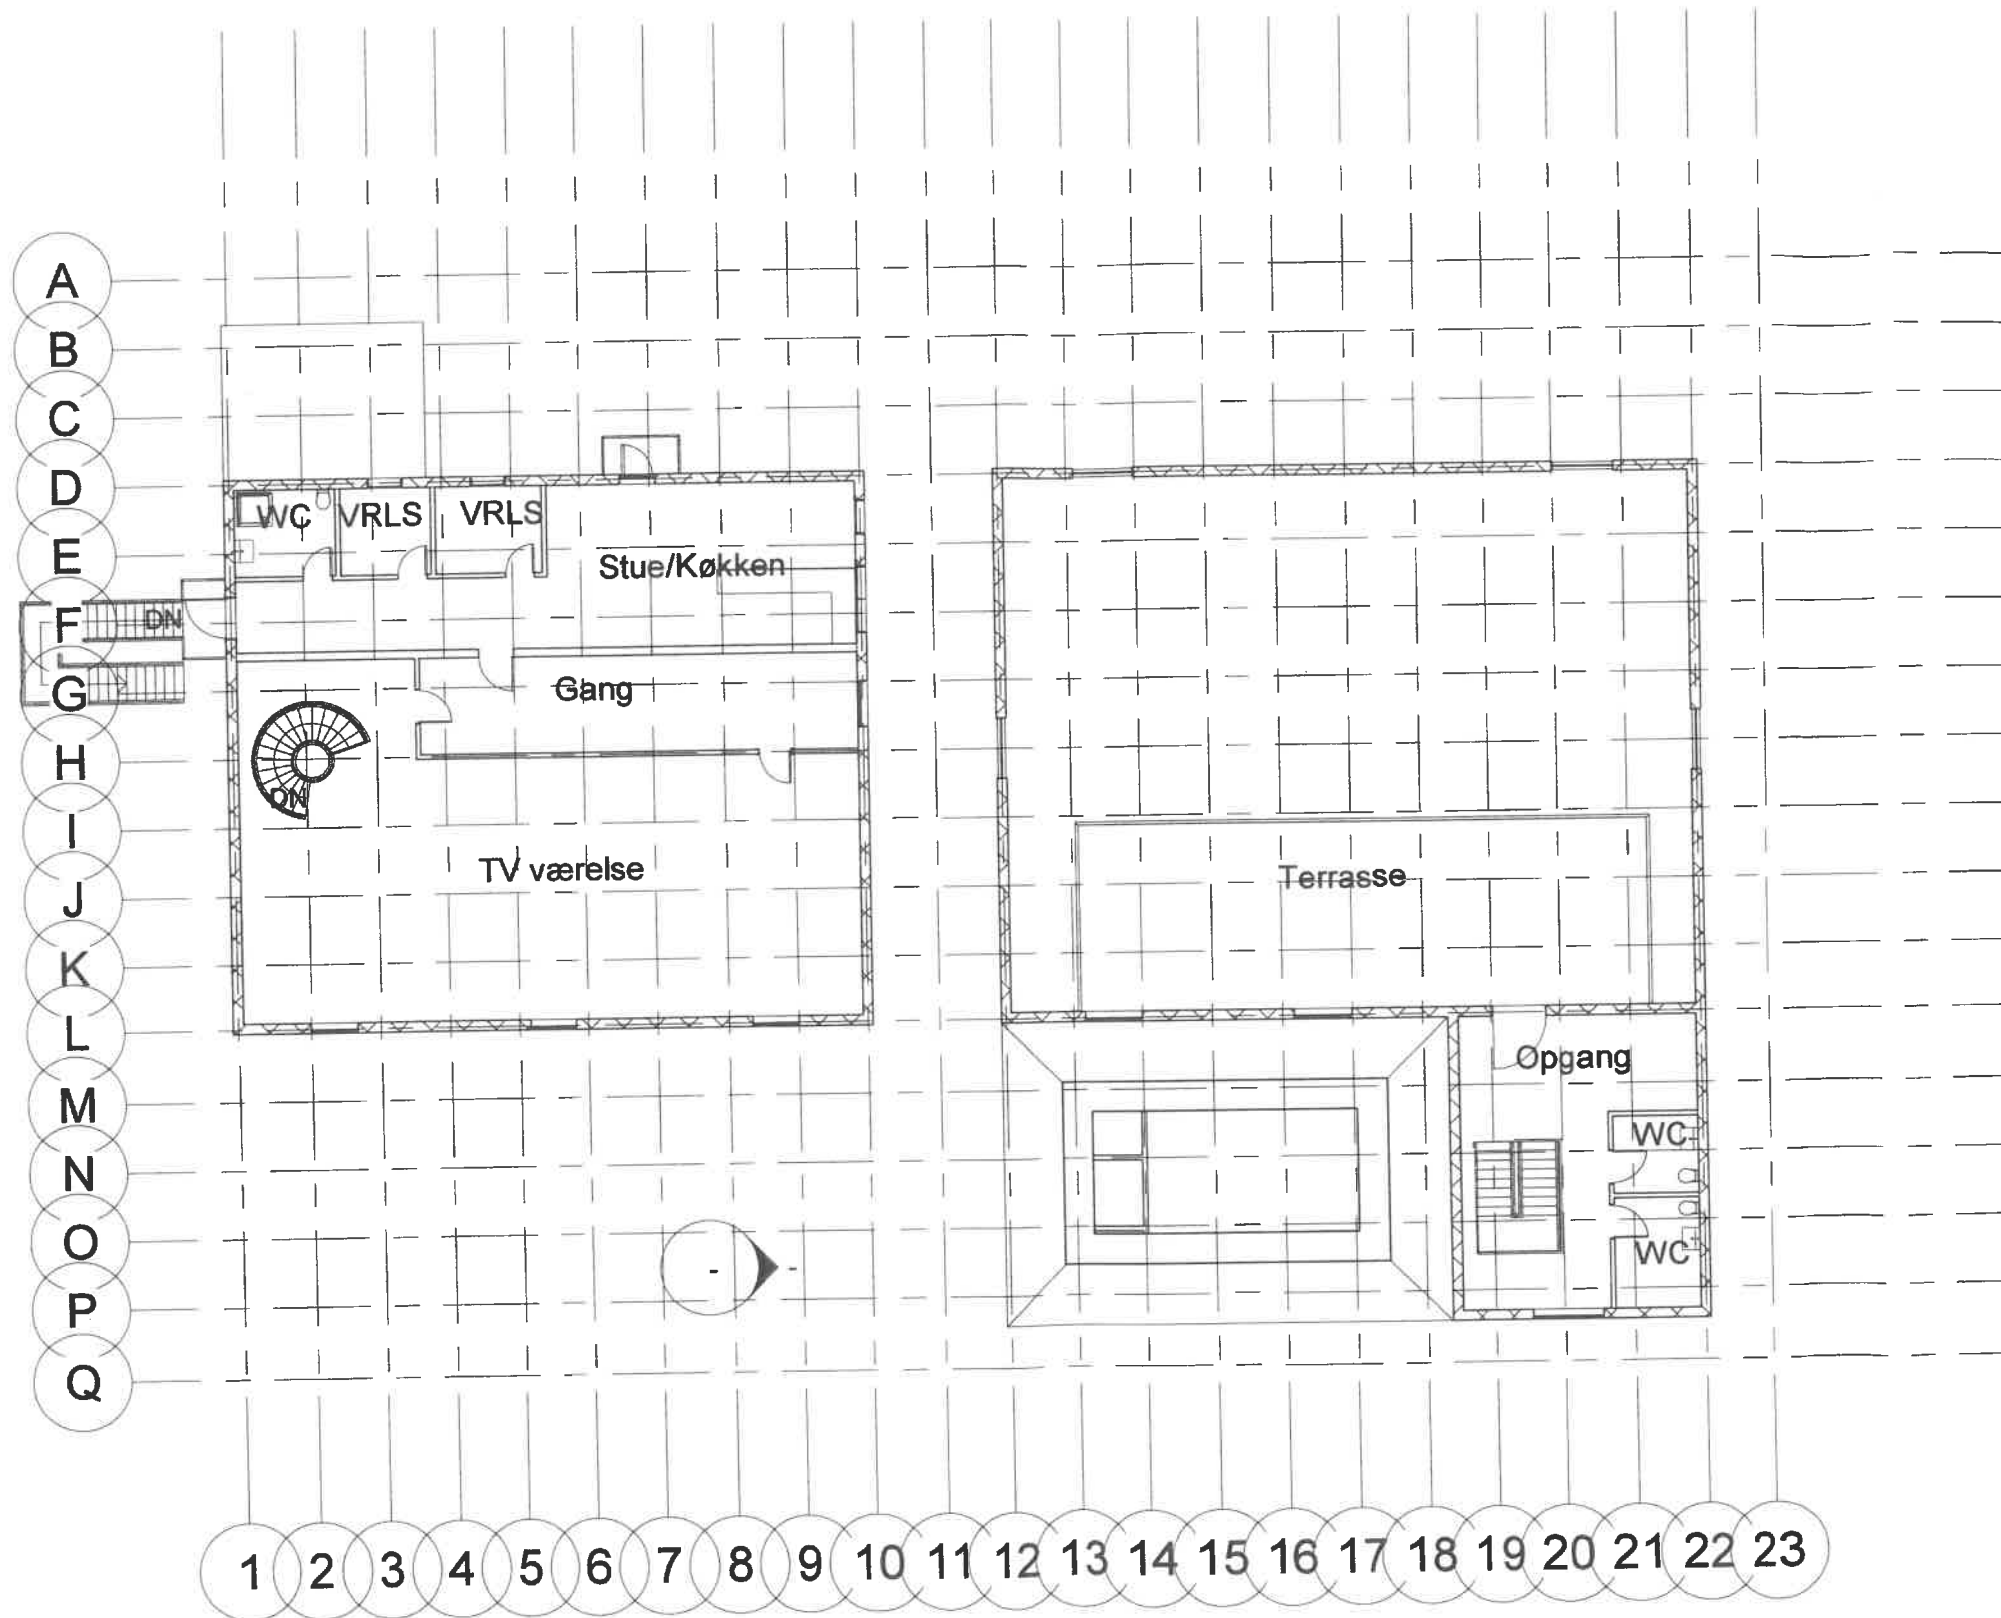 A
B
C
D
WC VRLS VRLS
E
Stue/Køkken
F DN
G
Gang
H
DN
I
TV værelse
Terrasse
J
K
L
Opgang
M
WC
N
O
WC
- -
P
Q
1 2 3 4 5 6 7 8 9 10 11 12 13 14 15 16 17 18 19 20 21 22 23